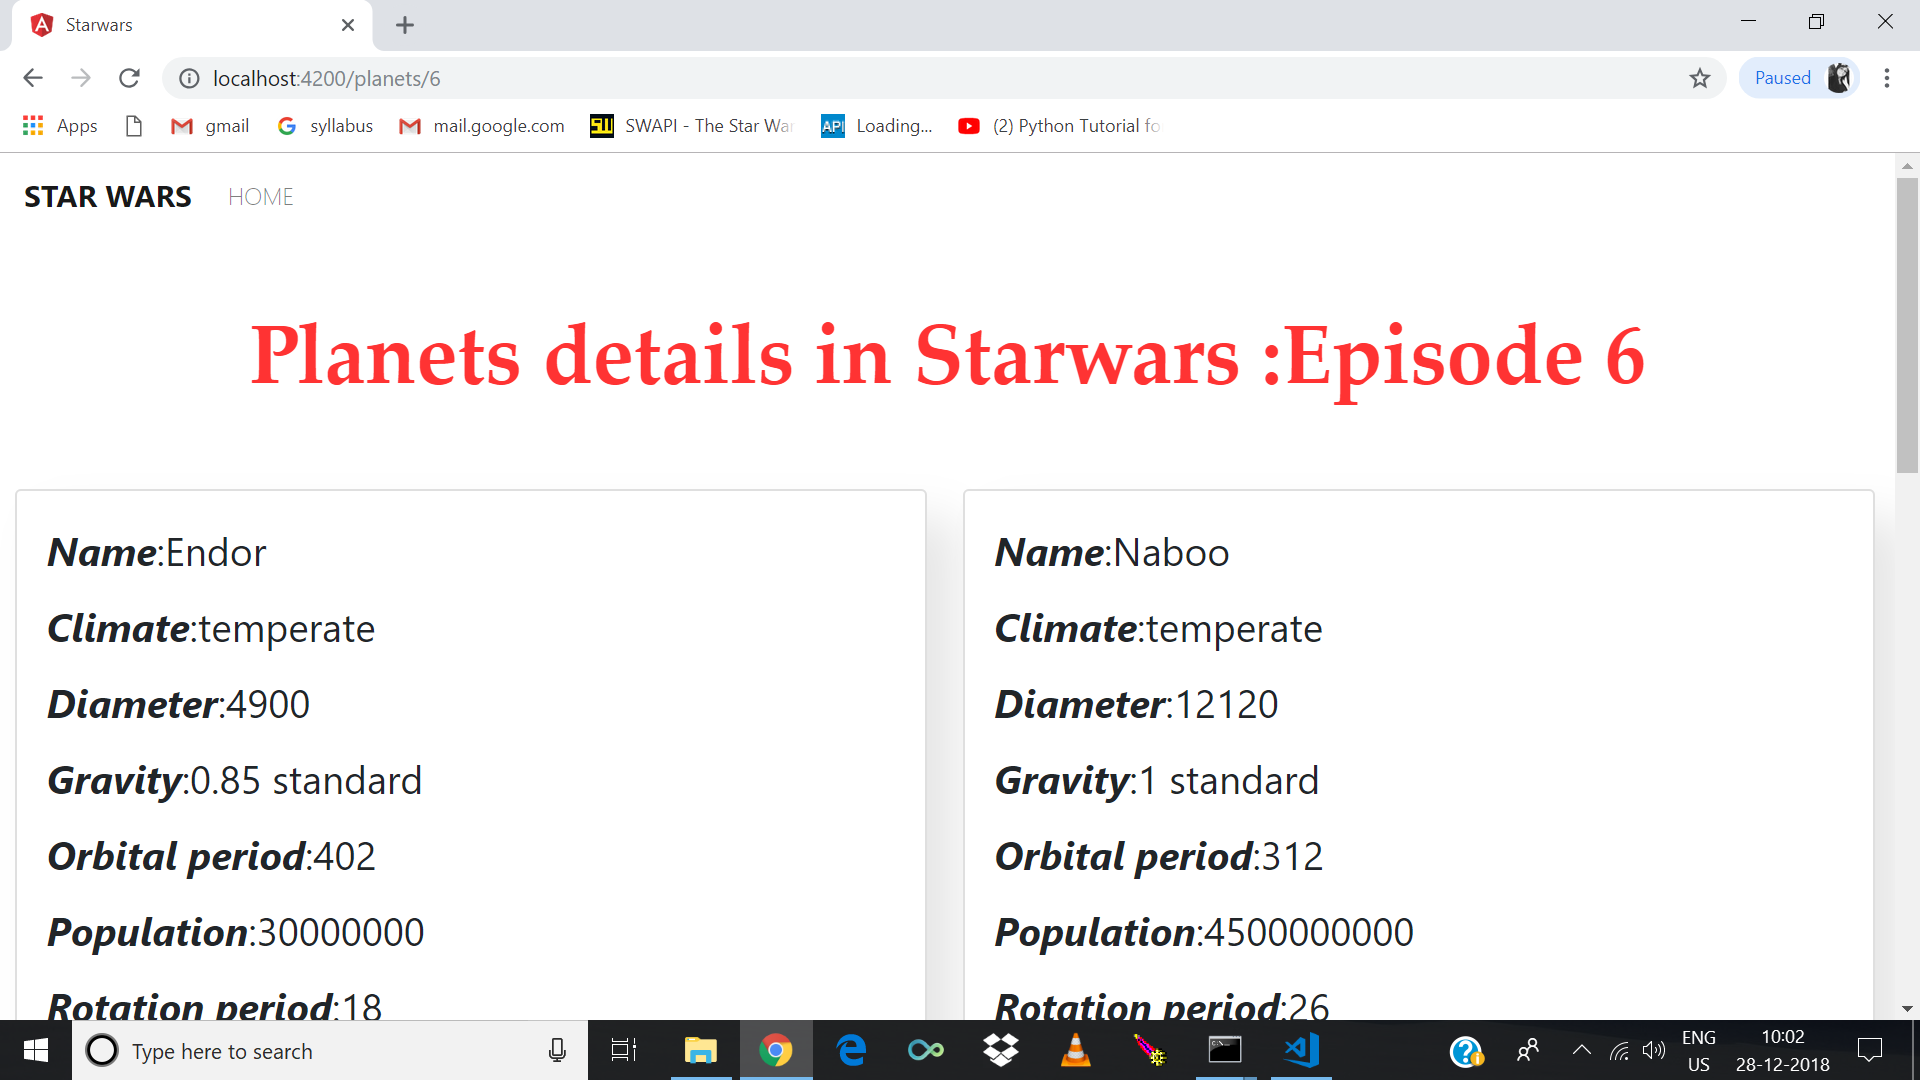 Starwars
localhost:4200/planets/6
Paused
Apps
gmail
syllabus
mail.google.com
SWAPI - The Star War
API
Loading...
(2) Python Tutorial fo
STAR WARS
HOME
Planets details in Starwars :Episode 6
Name:Endor
Climate:temperate
Diameter:4900
Gravity:0.85 standard
Orbital period:402
Population:30000000
Rotation period:18
Name:Naboo
Climate:temperate
Diameter:12120
Gravity:1 standard
Orbital period:312
Population:4500000000
Rotation period:26
Type here to search
ENG
US
10:02
28-12-2018